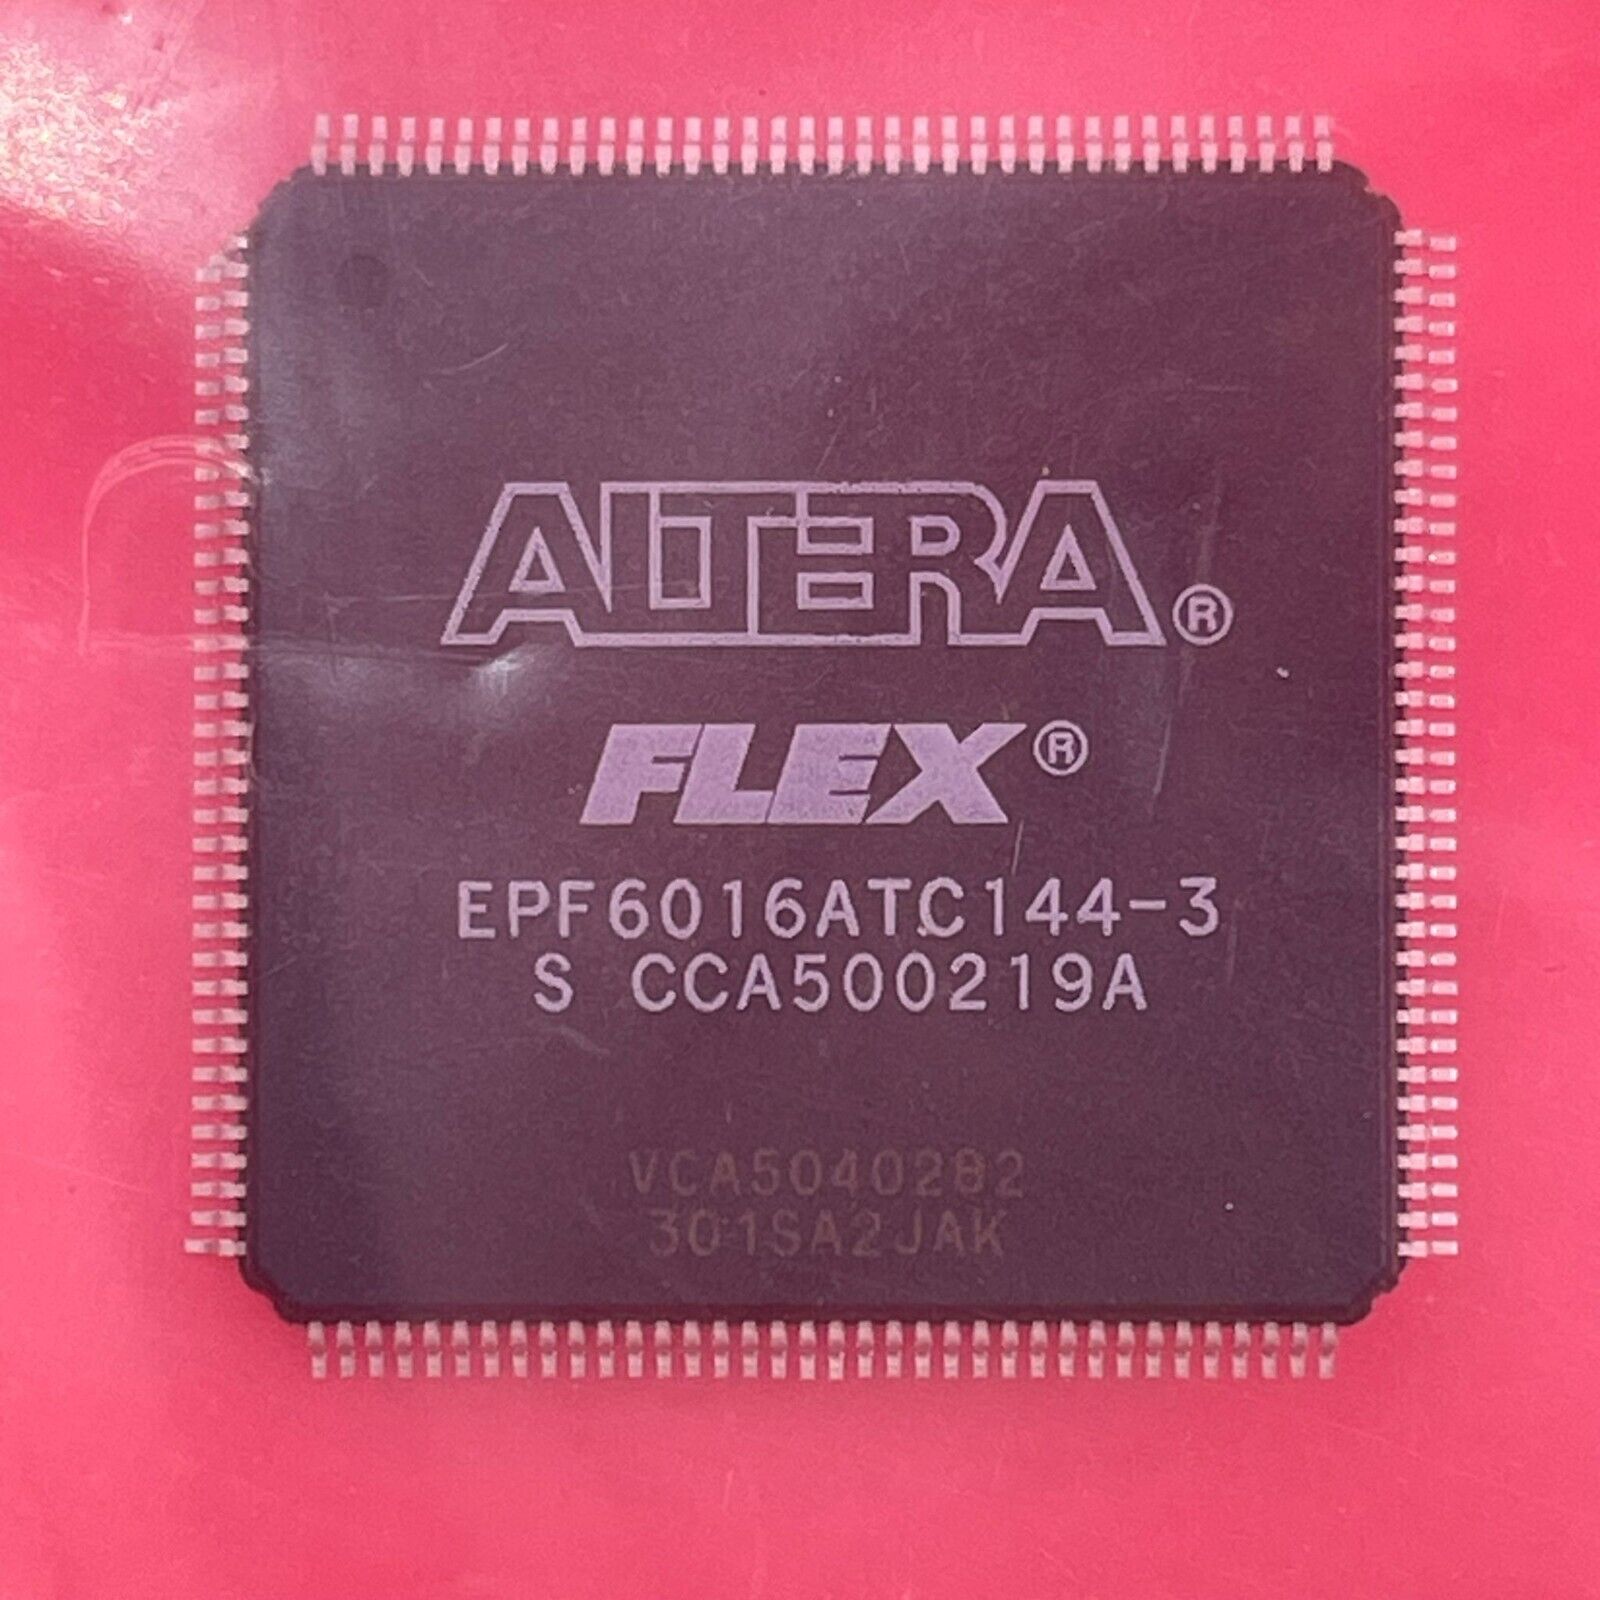 ALTERA®
FLEX®
EPF6016ATC144-3
S CCA500219A
VCA5040282
301SA2JAK